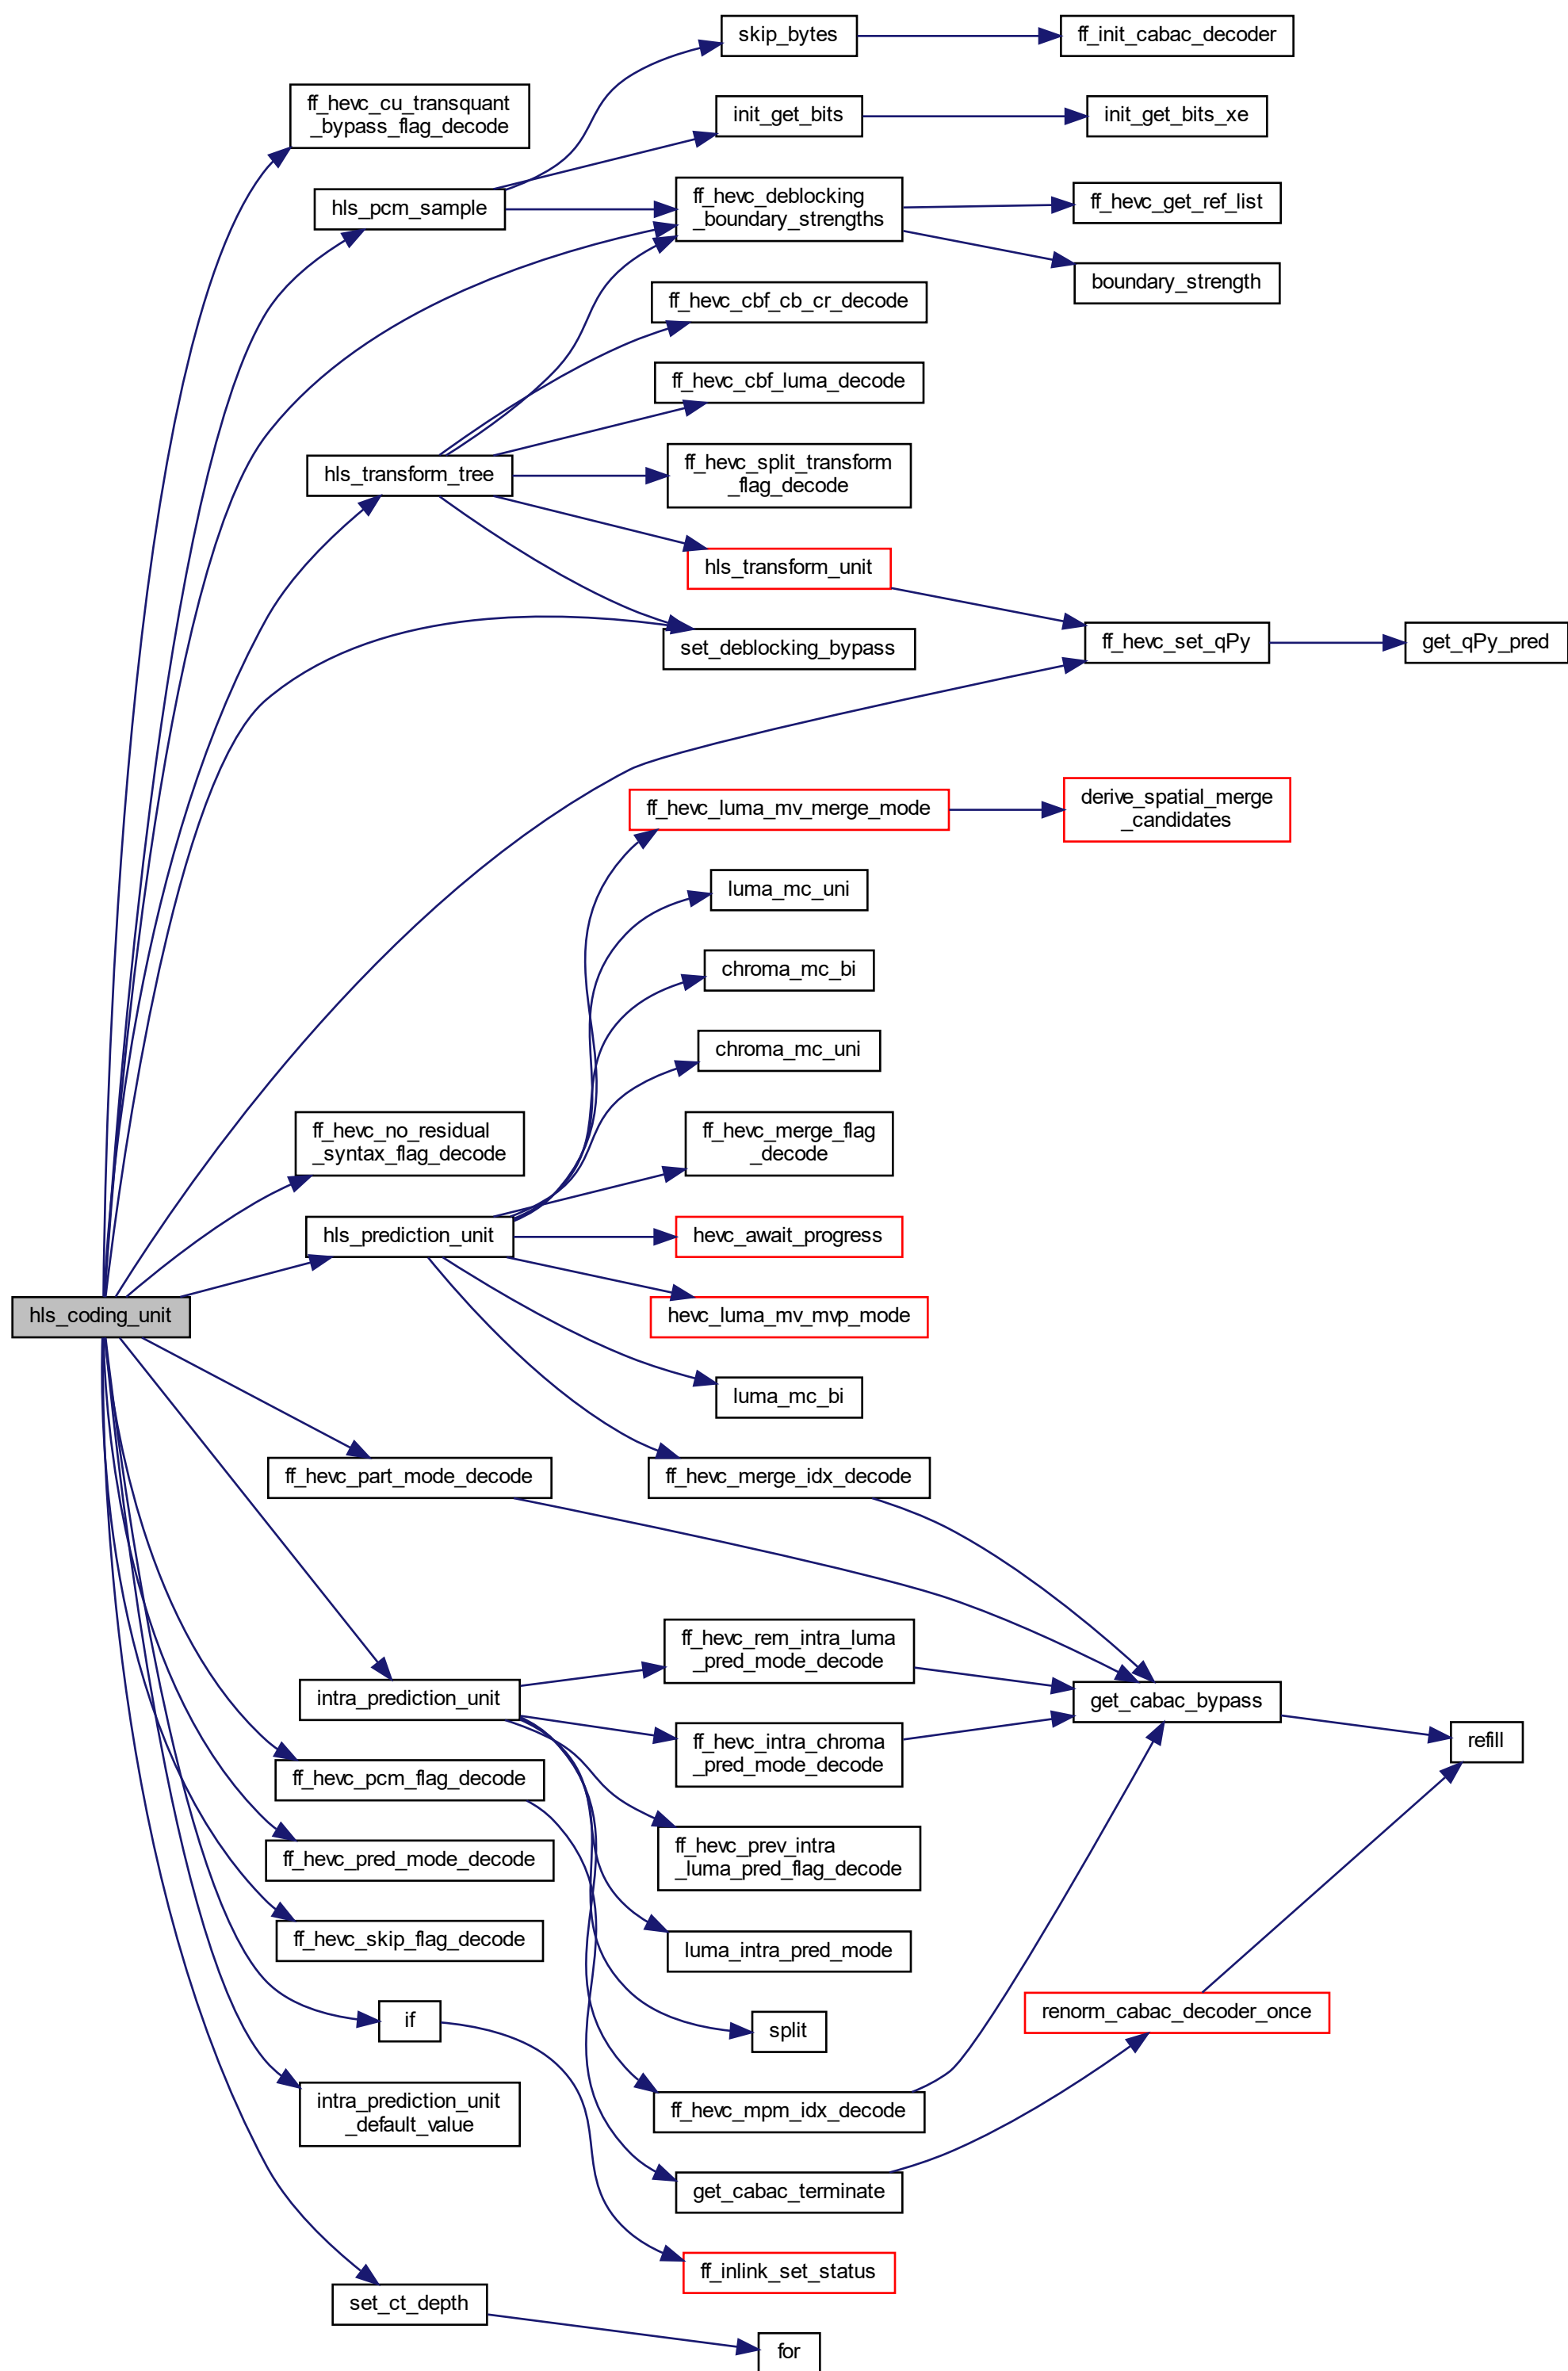 skip_bytes
ff_init_cabac_decoder
ff_hevc_cu_transquant
_bypass_flag_decode
init_get_bits
init_get_bits_xe
hls_pcm_sample
ff_hevc_deblocking
_boundary_strengths
ff_hevc_get_ref_list
boundary_strength
ff_hevc_cbf_cb_cr_decode
ff_hevc_cbf_luma_decode
hls_transform_tree
ff_hevc_split_transform
_flag_decode
hls_transform_unit
set_deblocking_bypass
ff_hevc_set_qPy
get_qPy_pred
ff_hevc_luma_mv_merge_mode
derive_spatial_merge
_candidates
luma_mc_uni
chroma_mc_bi
chroma_mc_uni
ff_hevc_no_residual
_syntax_flag_decode
ff_hevc_merge_flag
_decode
hls_prediction_unit
hevc_await_progress
hls_coding_unit
hevc_luma_mv_mvp_mode
luma_mc_bi
ff_hevc_part_mode_decode
ff_hevc_merge_idx_decode
intra_prediction_unit
ff_hevc_rem_intra_luma
_pred_mode_decode
get_cabac_bypass
refill
ff_hevc_intra_chroma
_pred_mode_decode
ff_hevc_pcm_flag_decode
ff_hevc_pred_mode_decode
ff_hevc_prev_intra
_luma_pred_flag_decode
ff_hevc_skip_flag_decode
luma_intra_pred_mode
if
split
renorm_cabac_decoder_once
intra_prediction_unit
_default_value
ff_hevc_mpm_idx_decode
get_cabac_terminate
ff_inlink_set_status
set_ct_depth
for